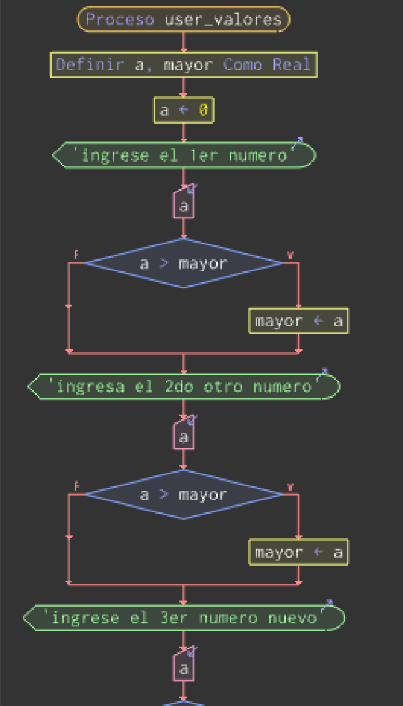 Proceso user_valores
Definir a, mayor Como Real
a ← 0
'ingrese el 1er numero'
a
a > mayor
F
V
mayor ← a
'ingresa el 2do otro numero'
a
a > mayor
F
V
mayor ← a
'ingrese el 3er numero nuevo'
a